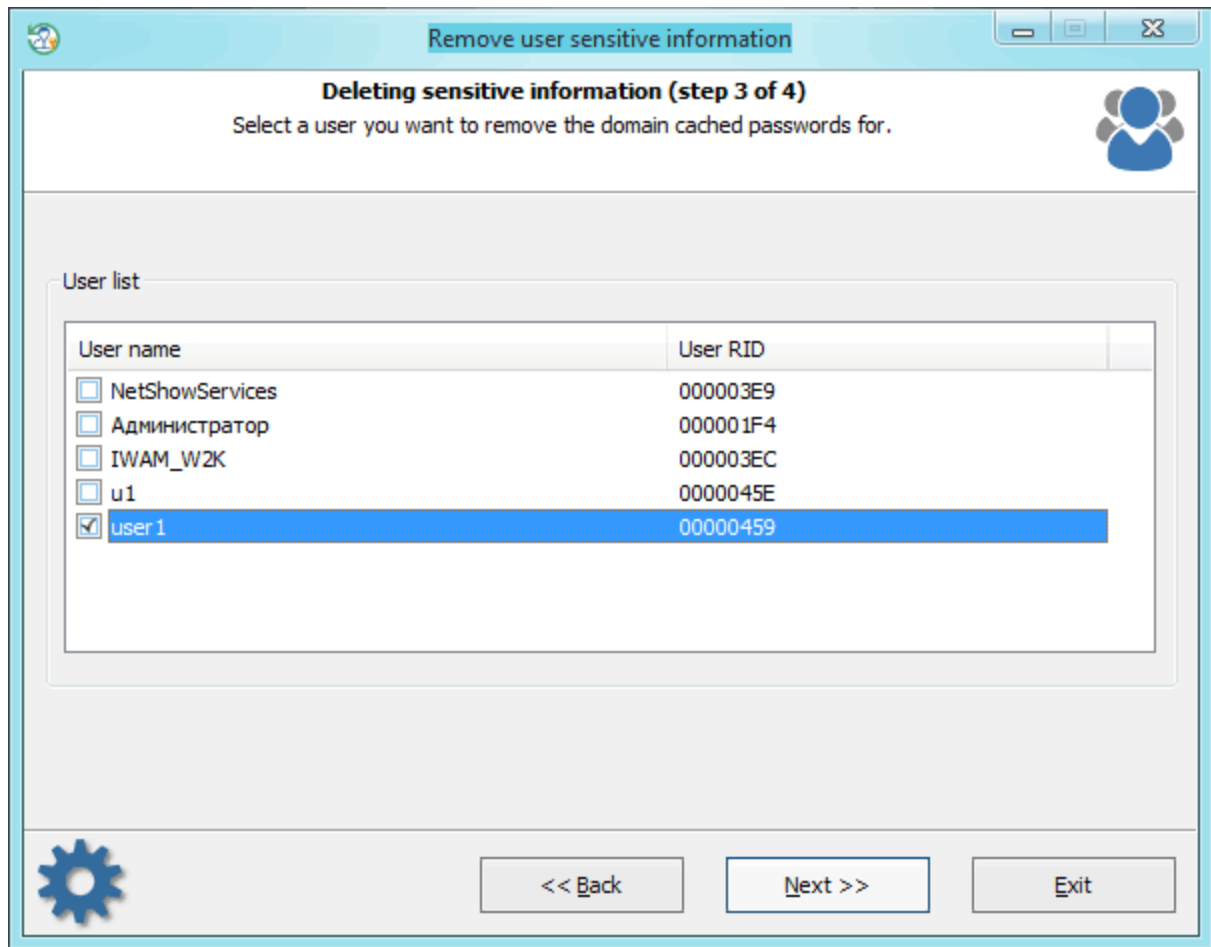 Remove user sensitive information
Deleting sensitive information (step 3 of 4)
Select a user you want to remove the domain cached passwords for.
User list
User name User RID
NetShowServices 000003E9
Администратор 000001F4
IWAM_W2K 000003EC
u1 0000045E
user1 00000459
<< Back Next >> Exit